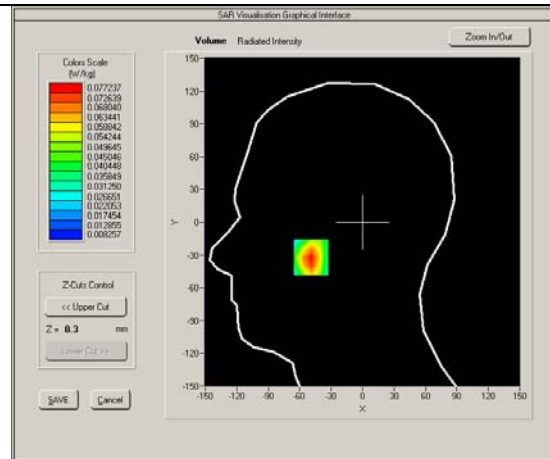 SAR Visualisation Graphical Interface
Volume Radiated Intensity
Zoom In/Out
Colors Scale
(W/kg)
0.077237
0.072639
0.068040
0.063441
0.058842
0.054244
0.049645
0.045046
0.040448
0.035849
0.031250
0.026651
0.022053
0.017454
0.012855
0.008257
Z-Cuts Control
<< Upper Cut
Z = 0.3 mm
Lower Cut >>
SAVE Cancel
150
120
90
60
30
0
-30
-60
-90
-120
-150
Y
-150 -120 -90 -60 -30 0 30 60 90 120 150
X